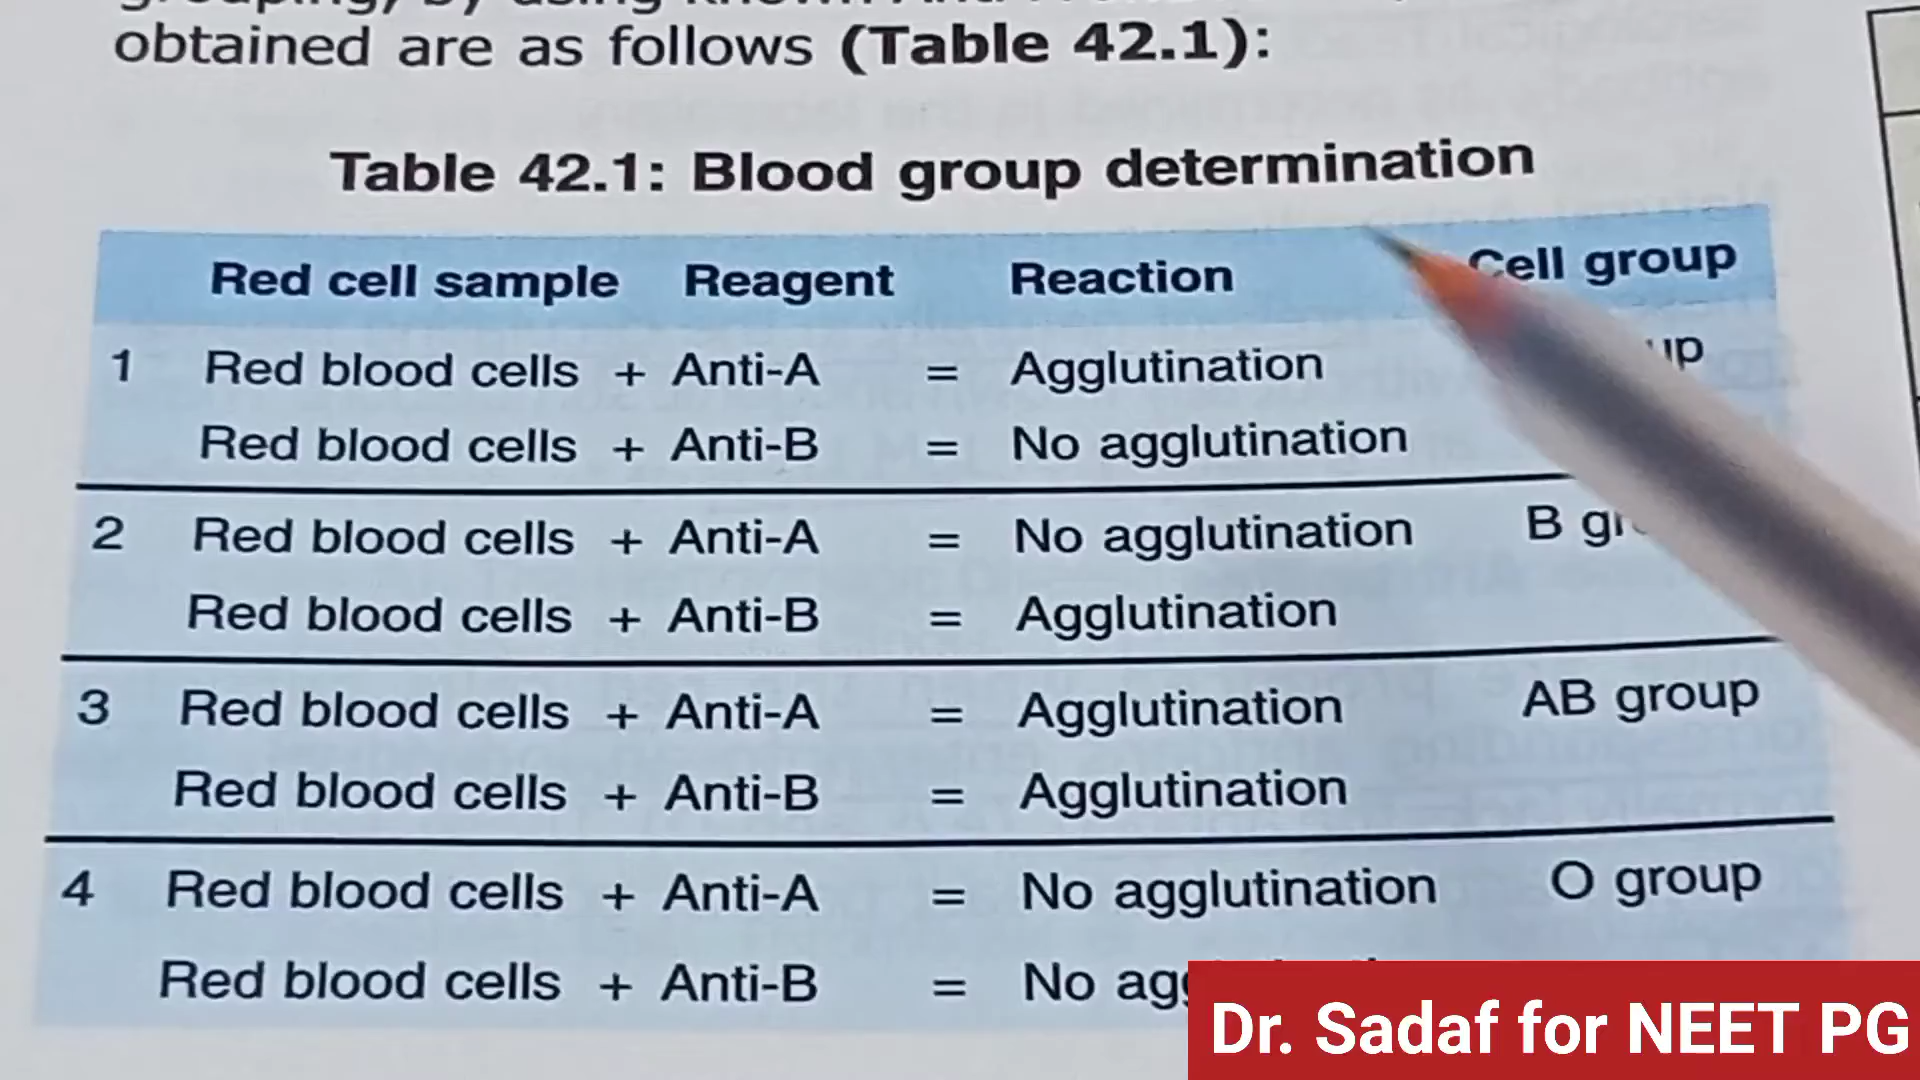 obtained are as follows (Table 42.1):
Table 42.1: Blood group determination
Red cell sample Reagent Reaction Cell group
1 Red blood cells + Anti-A = Agglutination
Red blood cells + Anti-B = No agglutination
2 Red blood cells + Anti-A = No agglutination B
Red blood cells + Anti-B = Agglutination
3 Red blood cells + Anti-A = Agglutination AB group
Red blood cells + Anti-B = Agglutination
4 Red blood cells + Anti-A = No agglutination O group
Red blood cells + Anti-B = No
Dr. Sadaf for NEET PG